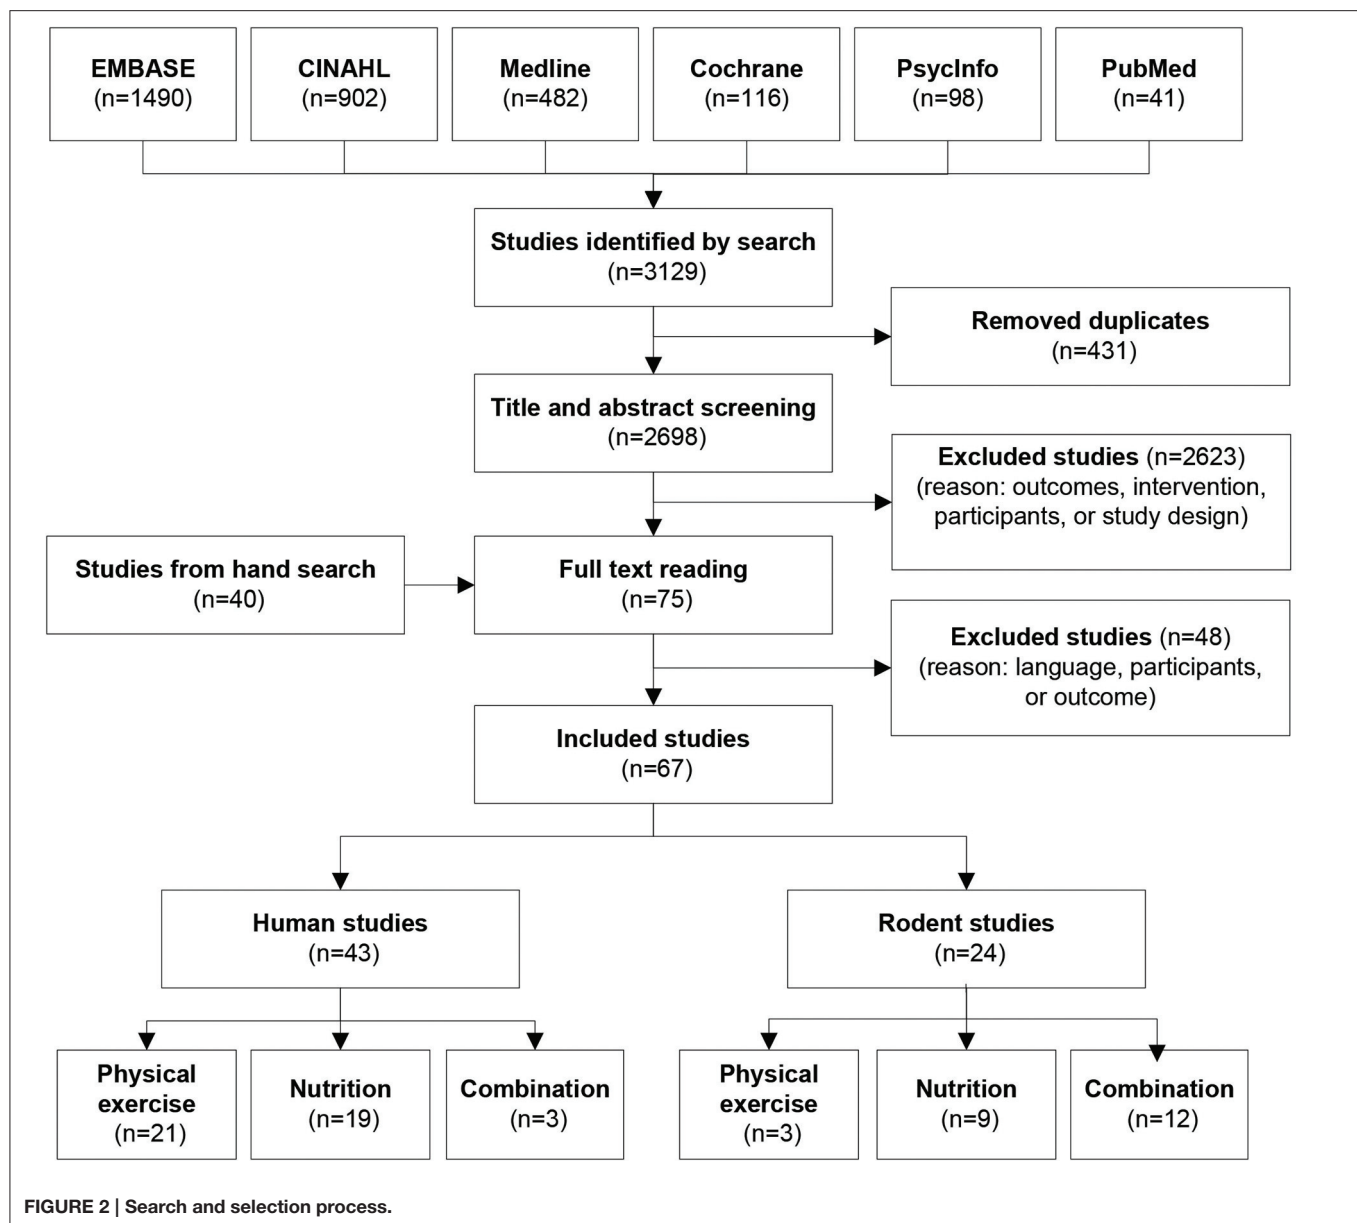 EMBASE
(n=1490)
CINAHL
(n=902)
Medline
(n=482)
Cochrane
(n=116)
PsycInfo
(n=98)
PubMed
(n=41)
Studies identified by search
(n=3129)
Removed duplicates
(n=431)
Title and abstract screening
(n=2698)
Excluded studies (n=2623)
(reason: outcomes, intervention,
participants, or study design)
Studies from hand search
(n=40)
Full text reading
(n=75)
Excluded studies (n=48)
(reason: language, participants,
or outcome)
Included studies
(n=67)
Human studies
(n=43)
Rodent studies
(n=24)
Physical
exercise
(n=21)
Nutrition
(n=19)
Combination
(n=3)
Physical
exercise
(n=3)
Nutrition
(n=9)
Combination
(n=12)
FIGURE 2 | Search and selection process.